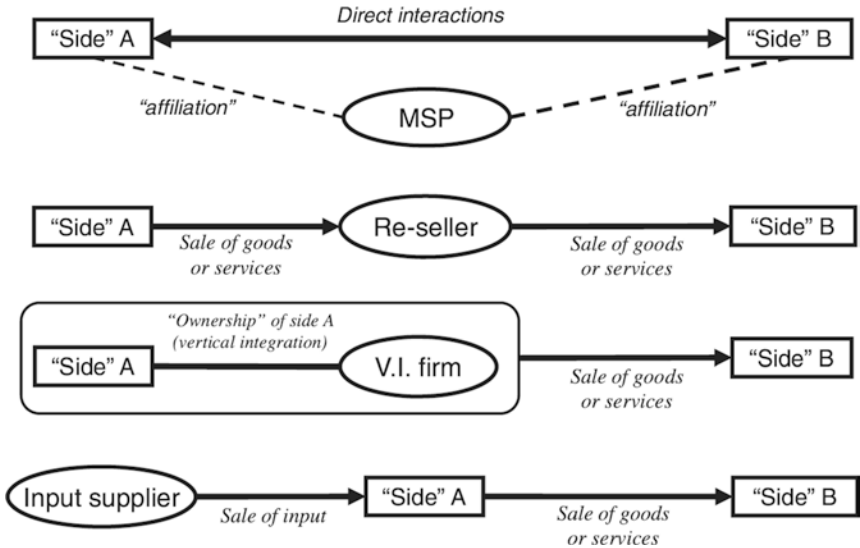 Direct interactions
“Side” A
“Side” B
“affiliation”
MSP
“affiliation”
“Side” A
Re-seller
“Side” B
Sale of goods
or services
Sale of goods
or services
“Ownership” of side A
(vertical integration)
“Side” A
V.I. firm
“Side” B
Sale of goods
or services
Input supplier
“Side” A
“Side” B
Sale of input
Sale of goods
or services